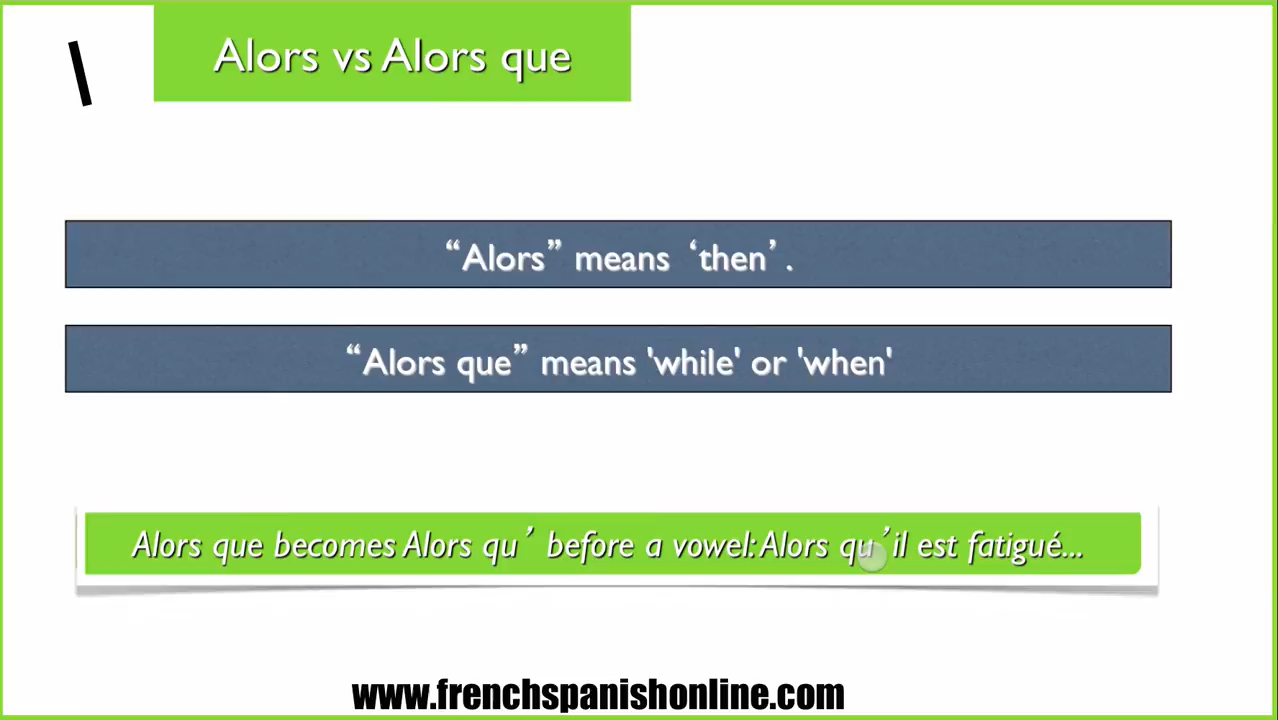 Alors vs Alors que
“Alors” means ‘then’.
“Alors que” means 'while' or 'when'
Alors que becomes Alors qu’ before a vowel: Alors qu’il est fatigué...
www.frenchspanishonline.com